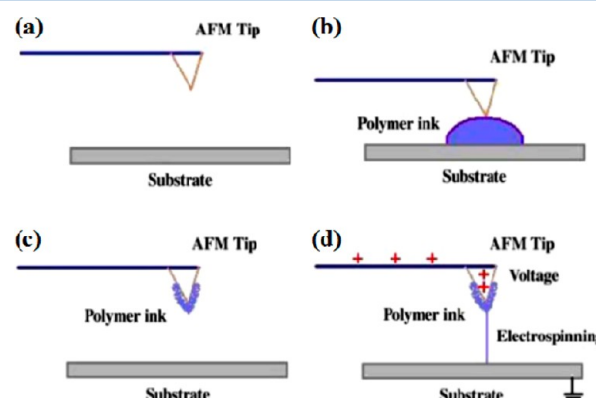 (a)
AFM Tip
Substrate
(b)
AFM Tip
Polymer ink
Substrate
(c)
AFM Tip
Polymer ink
Substrate
(d)
AFM Tip
+ + +
+
Voltage
+
Polymer ink
Electrospinning
Substrate